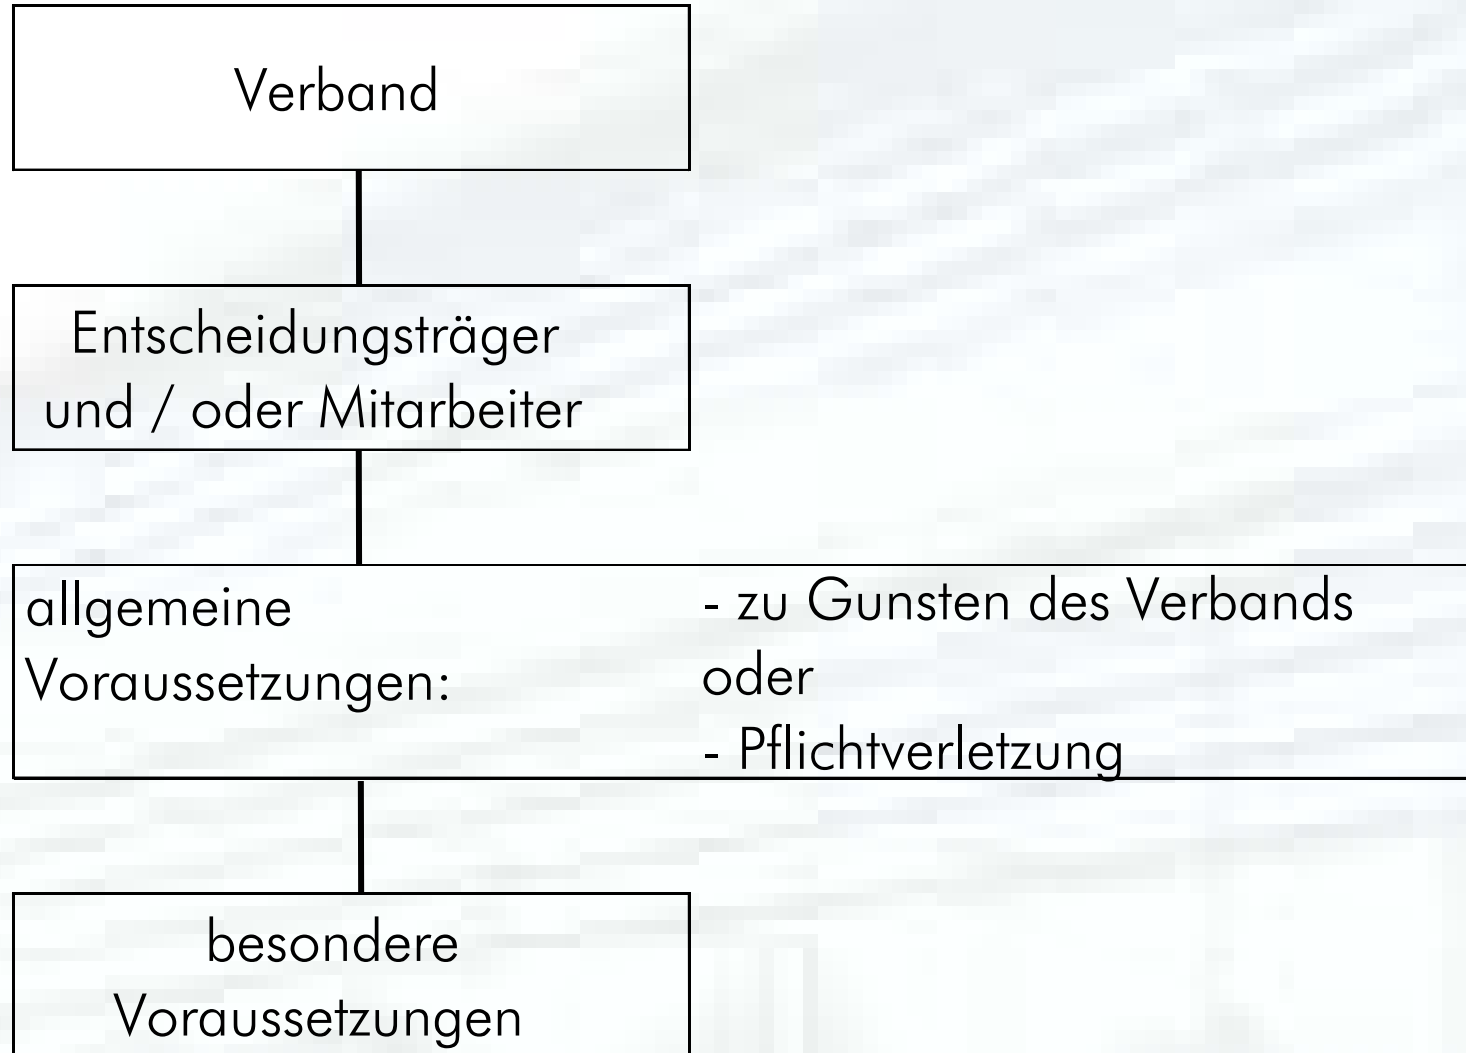 Verband
Entscheidungsträger
und / oder Mitarbeiter
allgemeine
Voraussetzungen:
- zu Gunsten des Verbands
oder
- Pflichtverletzung
besondere
Voraussetzungen